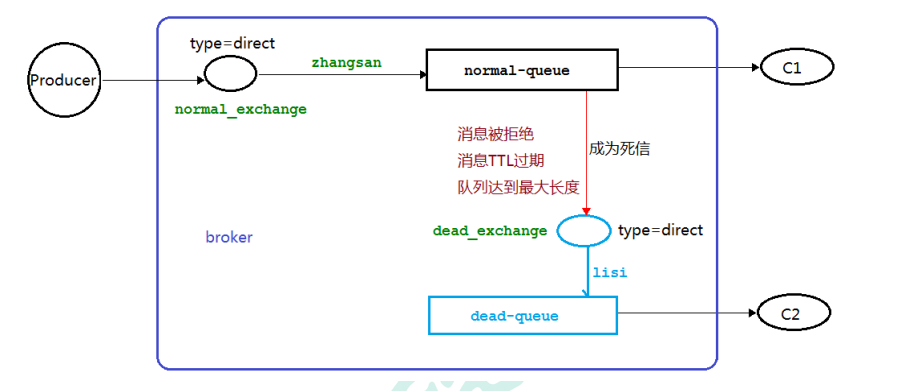 type=direct
zhangsan
Producer
normal-queue
C1
normal_exchange
消息被拒绝
消息TTL过期
队列达到最大长度
成为死信
dead_exchange
type=direct
broker
lisi
dead-queue
C2